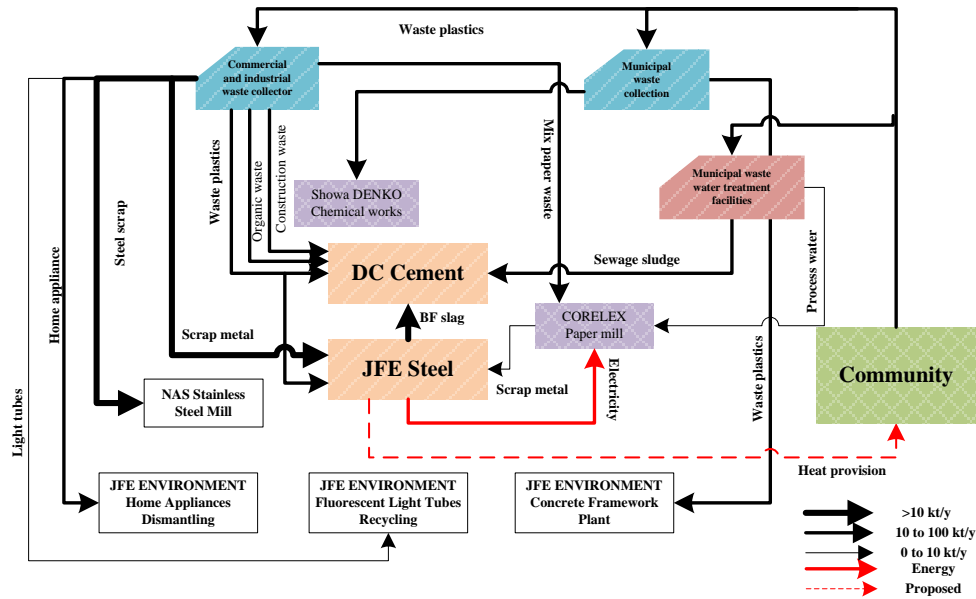 Waste plastics
Commercial
and industrial
waste collector
Municipal
waste
collection
Mix paper waste
Waste plastics
Organic waste
Construction waste
Showa DENKO
Chemical works
Municipal waste
water treatment
facilities
Steel scrap
Home appliance
DC Cement
Sewage sludge
Process water
BF slag
CORELEX
Paper mill
Scrap metal
JFE Steel
Scrap metal
Electricity
Waste plastics
Community
Light tubes
NAS Stainless
Steel Mill
Heat provision
JFE ENVIRONMENT
Home Appliances
Dismantling
JFE ENVIRONMENT
Fluorescent Light Tubes
Recycling
JFE ENVIRONMENT
Concrete Framework
Plant
>10 kt/y
10 to 100 kt/y
0 to 10 kt/y
Energy
Proposed